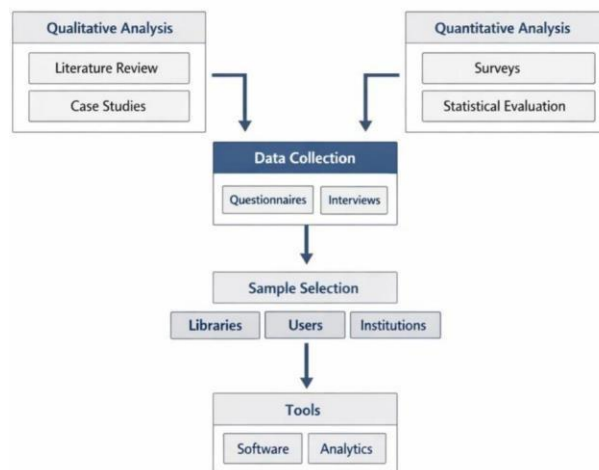 Qualitative Analysis
Literature Review
Case Studies
Quantitative Analysis
Surveys
Statistical Evaluation
Data Collection
Questionnaires
Interviews
Sample Selection
Libraries
Users
Institutions
Tools
Software
Analytics